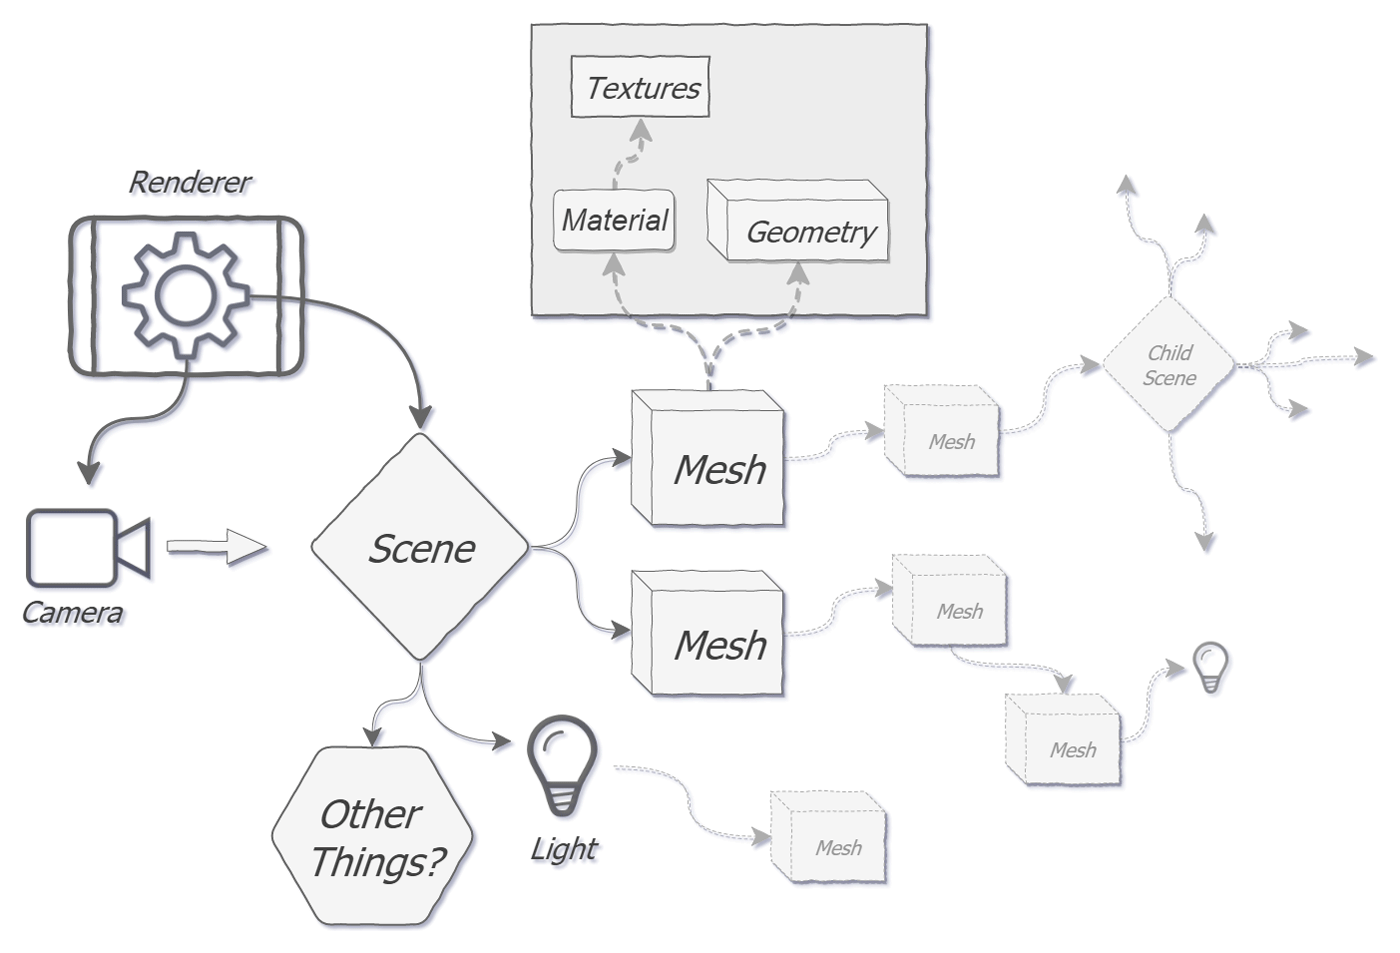 Textures
Renderer
Material
Geometry
Child
Scene
Mesh
Mesh
Scene
Camera
Mesh
Mesh
Mesh
Other
Things?
Light
Mesh